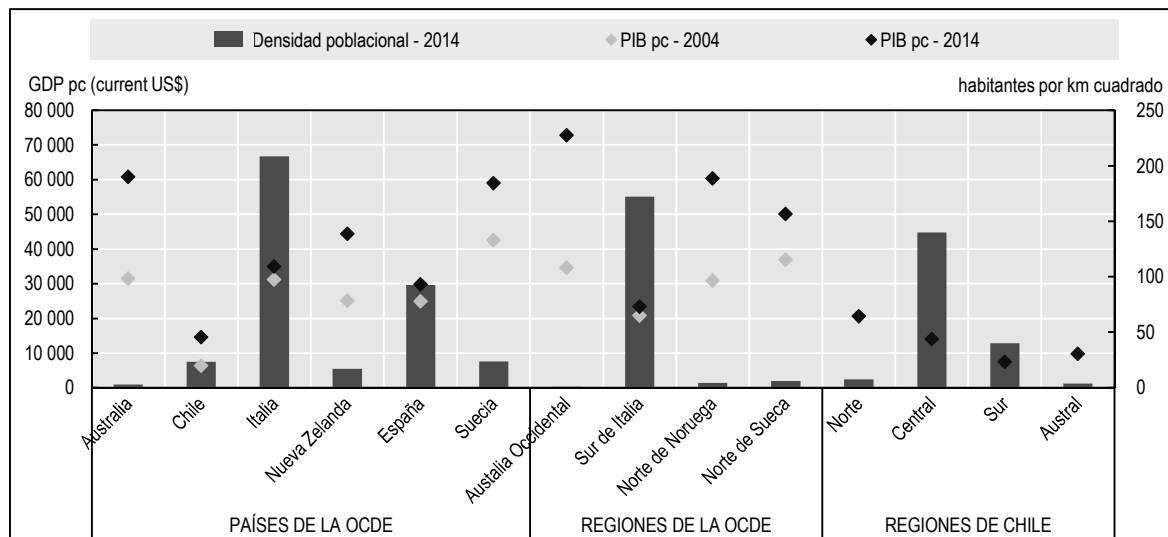 Densidad poblacional - 2014
PIB pc - 2004
PIB pc - 2014
GDP pc (current US$)
habitantes por km cuadrado
80 000
70 000
60 000
50 000
40 000
30 000
20 000
10 000
0
250
200
150
100
50
0
Australia
Chile
Italia
Nueva Zelanda
España
Suecia
Austalia Occidental
Sur de Italia
Norte de Noruega
Norte de Sueca
Norte
Central
Sur
Austral
PAÍSES DE LA OCDE
REGIONES DE LA OCDE
REGIONES DE CHILE